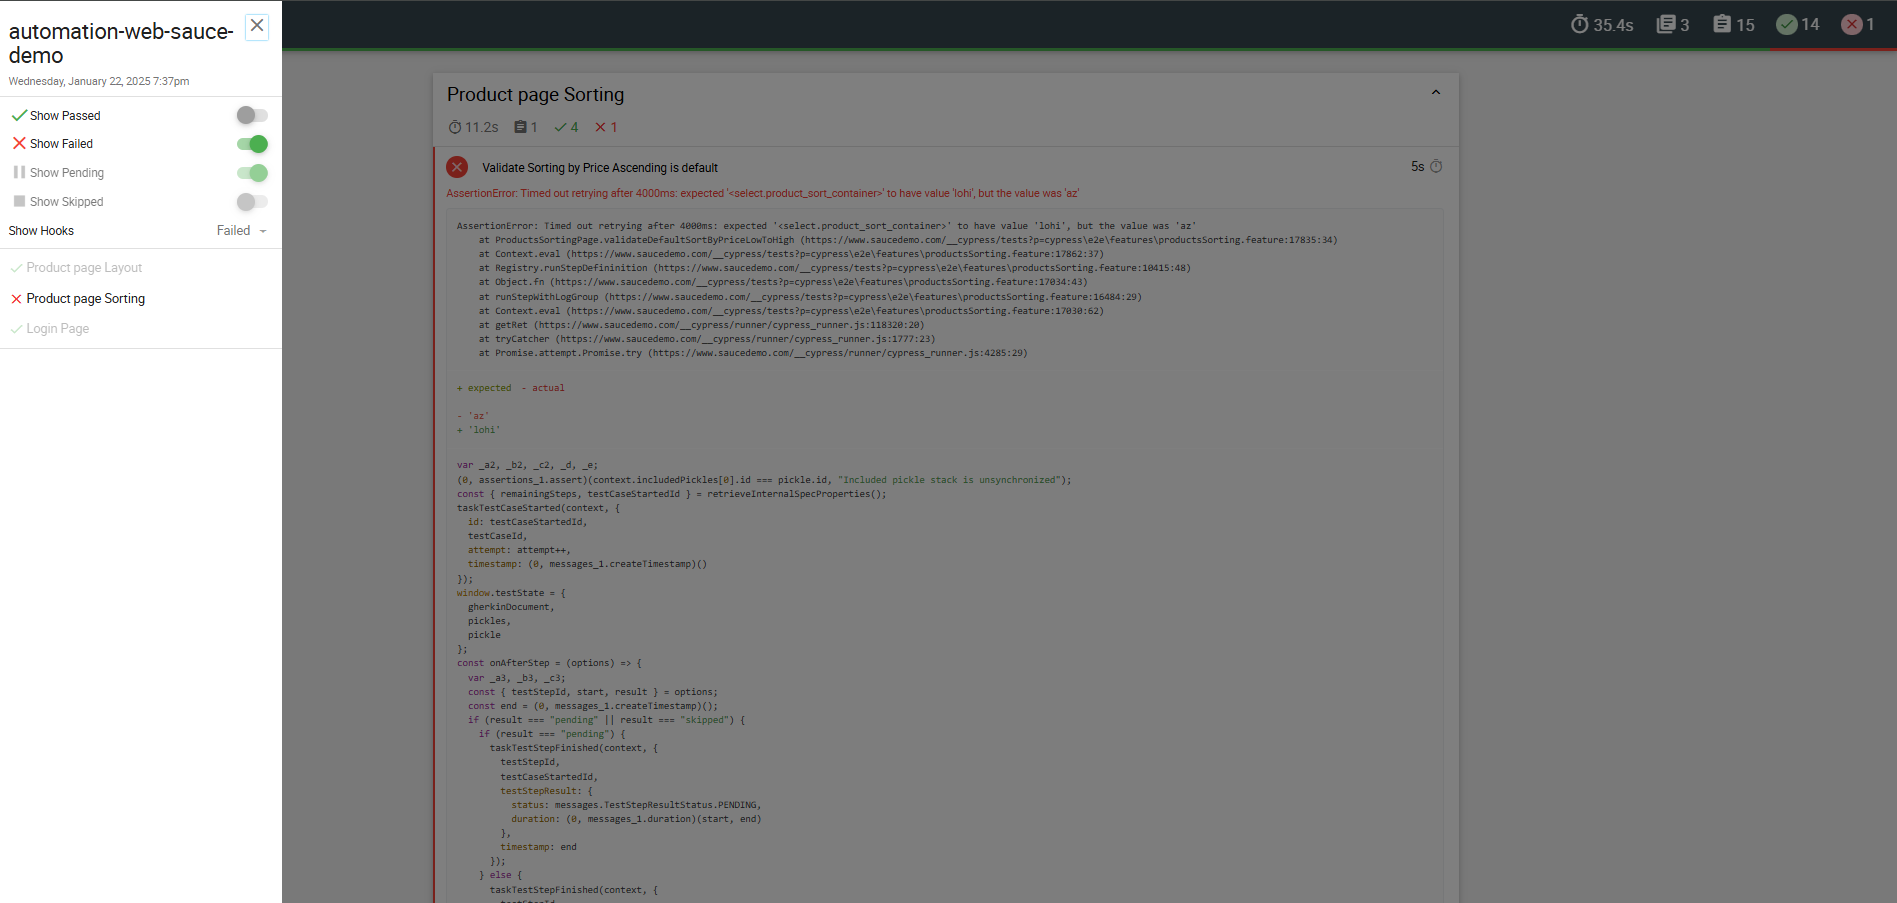 automation-web-sauce-
demo
Wednesday, January 22, 2025 7:37pm
Show Passed
Show Failed
Show Pending
Show Skipped
Show Hooks Failed
Product page Layout
Product page Sorting
Login Page
35.4s 3 15 14 1
Product page Sorting
11.2s 1 4 1
Validate Sorting by Price Ascending is default 5s
AssertionError: Timed out retrying after 4000ms: expected '<select.product_sort_container>' to have value 'lohi', but the value was 'az'
AssertionError: Timed out retrying after 4000ms: expected '<select.product_sort_container>' to have value 'lohi', but the value was 'az'
at ProductsSortingPage.validateDefaultSortByPriceLowToHigh (https://www.saucedemo.com/__cypress/tests?p=cypress\e2e\features\productsSorting.feature:17835:34)
at Context.eval (https://www.saucedemo.com/__cypress/tests?p=cypress\e2e\features\productsSorting.feature:17862:37)
at Registry.runStepDefininition (https://www.saucedemo.com/__cypress/tests?p=cypress\e2e\features\productsSorting.feature:10415:48)
at Object.fn (https://www.saucedemo.com/__cypress/tests?p=cypress\e2e\features\productsSorting.feature:17034:43)
at runStepWithLogGroup (https://www.saucedemo.com/__cypress/tests?p=cypress\e2e\features\productsSorting.feature:16484:29)
at Context.eval (https://www.saucedemo.com/__cypress/tests?p=cypress\e2e\features\productsSorting.feature:17030:62)
at getRet (https://www.saucedemo.com/__cypress/runner/cypress_runner.js:118320:20)
at tryCatcher (https://www.saucedemo.com/__cypress/runner/cypress_runner.js:1777:23)
at Promise.attempt.Promise.try (https://www.saucedemo.com/__cypress/runner/cypress_runner.js:4285:29)
+ expected - actual
- 'az'
+ 'lohi'
var _a2, _b2, _c2, _d, _e;
(0, assertions_1.assert)(context.includedPickles[0].id === pickle.id, "Included pickle stack is unsynchronized");
const { remainingSteps, testCaseStartedId } = retrieveInternalSpecProperties();
taskTestCaseStarted(context, {
id: testCaseStartedId,
testCaseId,
attempt: attempt++,
timestamp: (0, messages_1.createTimestamp)()
});
window.testState = {
gherkinDocument,
pickles,
pickle
};
const onAfterStep = (options) => {
var _a3, _b3, _c3;
const { testStepId, start, result } = options;
const end = (0, messages_1.createTimestamp)();
if (result === "pending" || result === "skipped") {
if (result === "pending") {
taskTestStepFinished(context, {
testStepId,
testCaseStartedId,
testStepResult: {
status: messages.TestStepResultStatus.PENDING,
duration: (0, messages_1.duration)(start, end)
},
timestamp: end
});
} else {
taskTestStepFinished(context, {